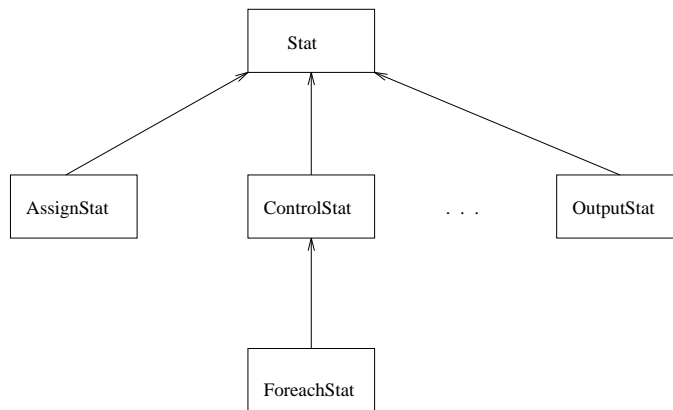 Stat
AssignStat
ControlStat
. . .
OutputStat
ForeachStat